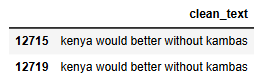 clean_text
12715 kenya would better without kambas
12719 kenya would better without kambas